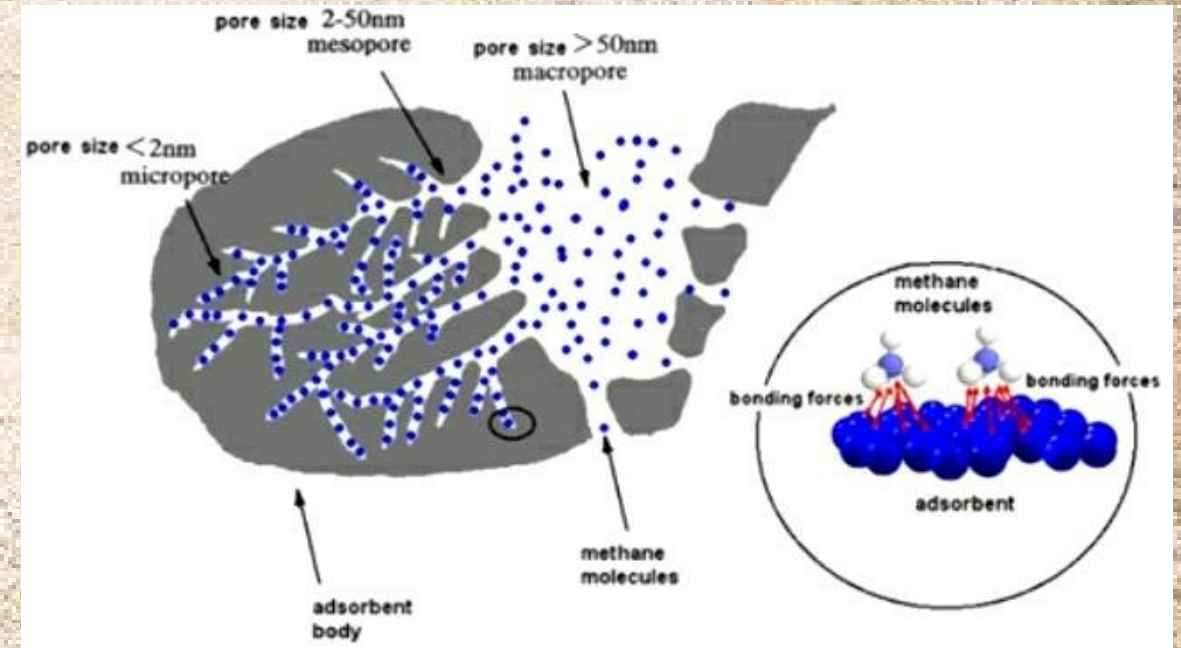 pore size 2-50nm
mesopore
pore size >50nm
macropore
pore size <2nm
micropore
methane
molecules
bonding forces
bonding forces
adsorbent
methane
molecules
adsorbent
body